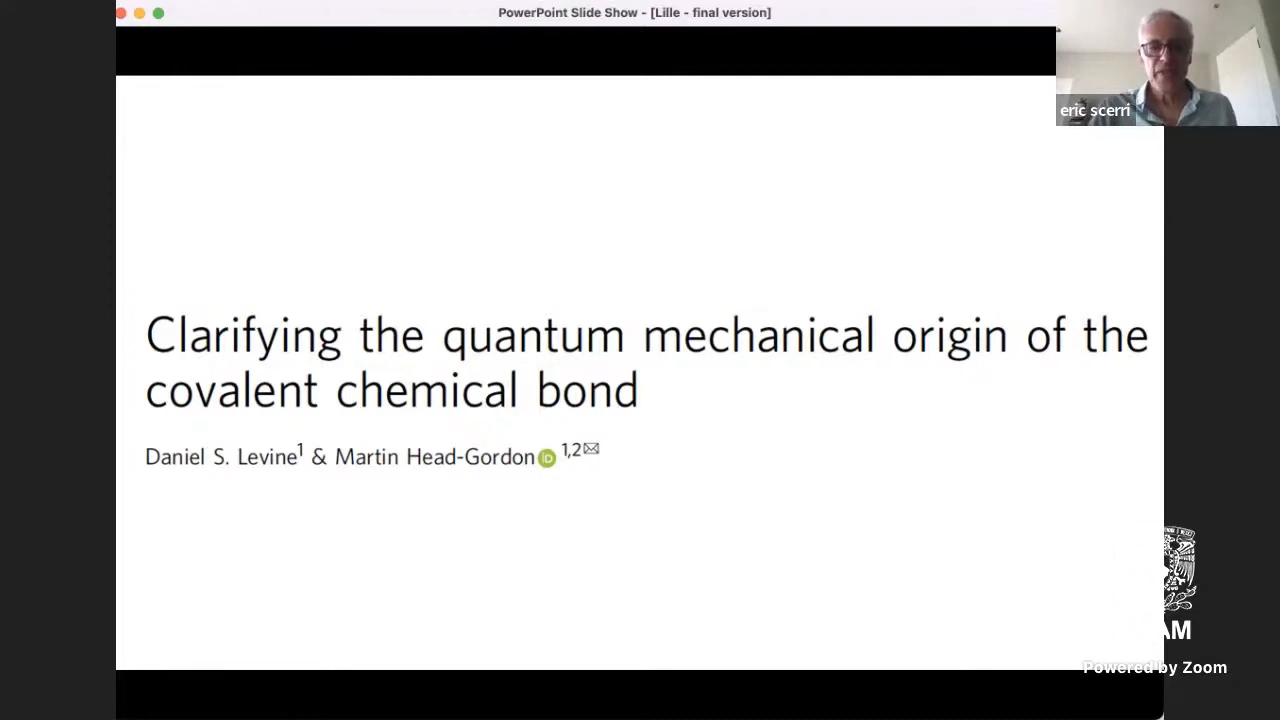 PowerPoint Slide Show - [Lille - final version]
eric scerri
Clarifying the quantum mechanical origin of the
covalent chemical bond
Daniel S. Levine¹ & Martin Head-Gordon iD 1,2✉
AM
Powered by Zoom